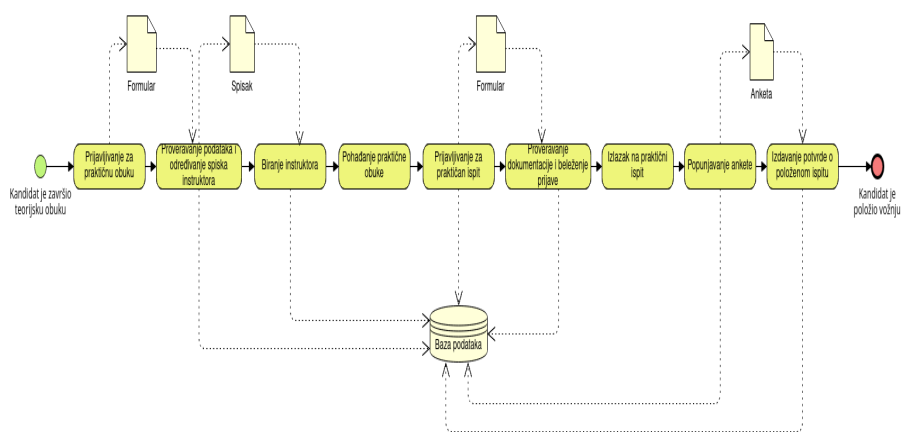 Formular
Spisak
Formular
Anketa
Prijavljivanje za
praktičnu obuku
Proveravanje podataka i
određivanje spiska
instruktora
Biranje instruktora
Pohađanje praktične
obuke
Prijavljivanje za
praktičan ispit
Proveravanje
dokumentacije i beleženje
prijave
Izlazak na praktični
ispit
Popunjavanje ankete
Izdavanje potvrde o
položenom ispitu
Kandidat je završio
teorijsku obuku
Kandidat je
položio vožnju
Baza podataka